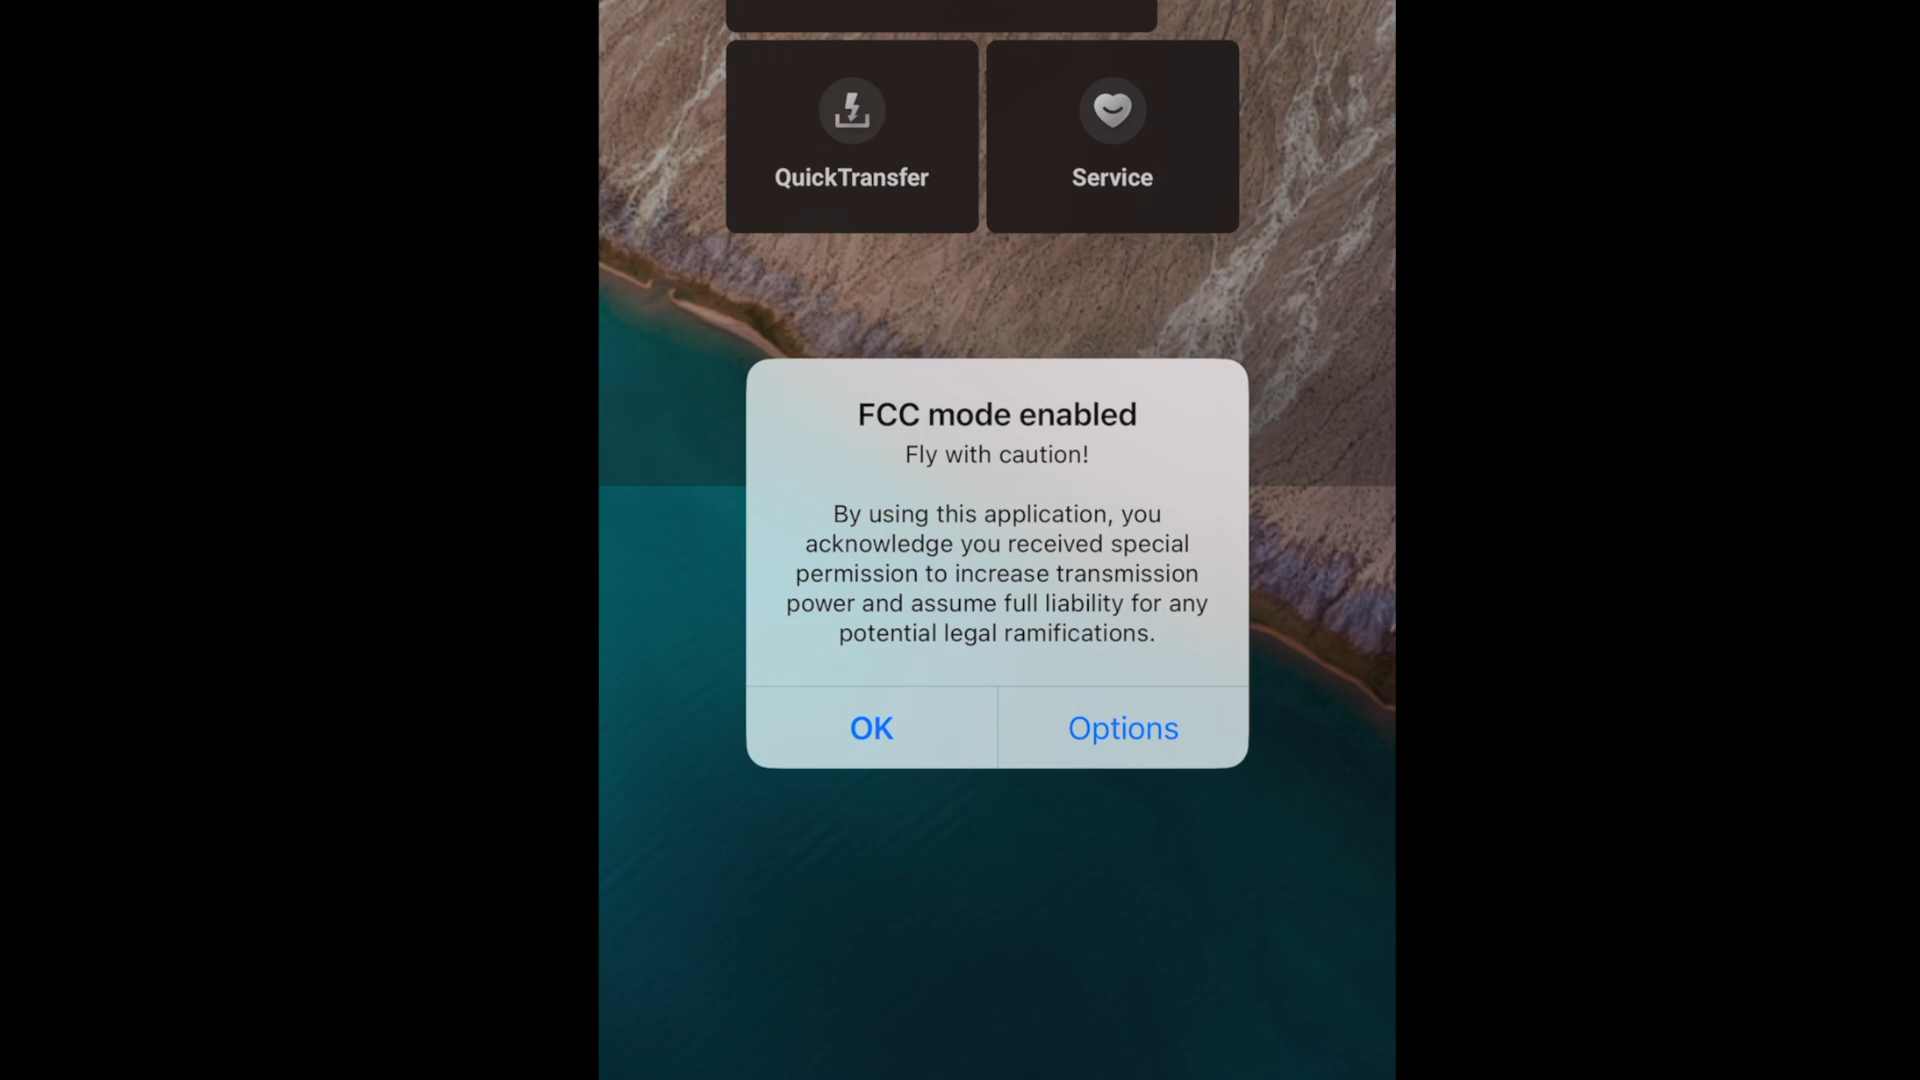 QuickTransfer
Service
FCC mode enabled
Fly with caution!
By using this application, you
acknowledge you received special
permission to increase transmission
power and assume full liability for any
potential legal ramifications.
OK
Options